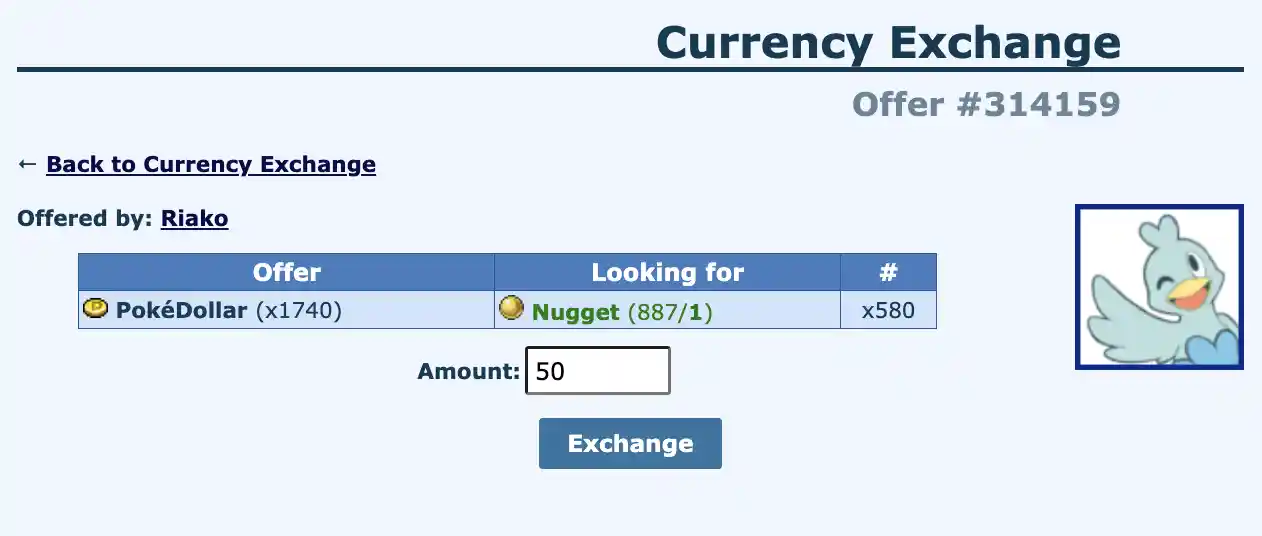 Currency Exchange
Offer #314159
← Back to Currency Exchange
Offered by: Riako
Offer Looking for #
PokéDollar (x1740) Nugget (887/1) x580
Amount: 50
Exchange